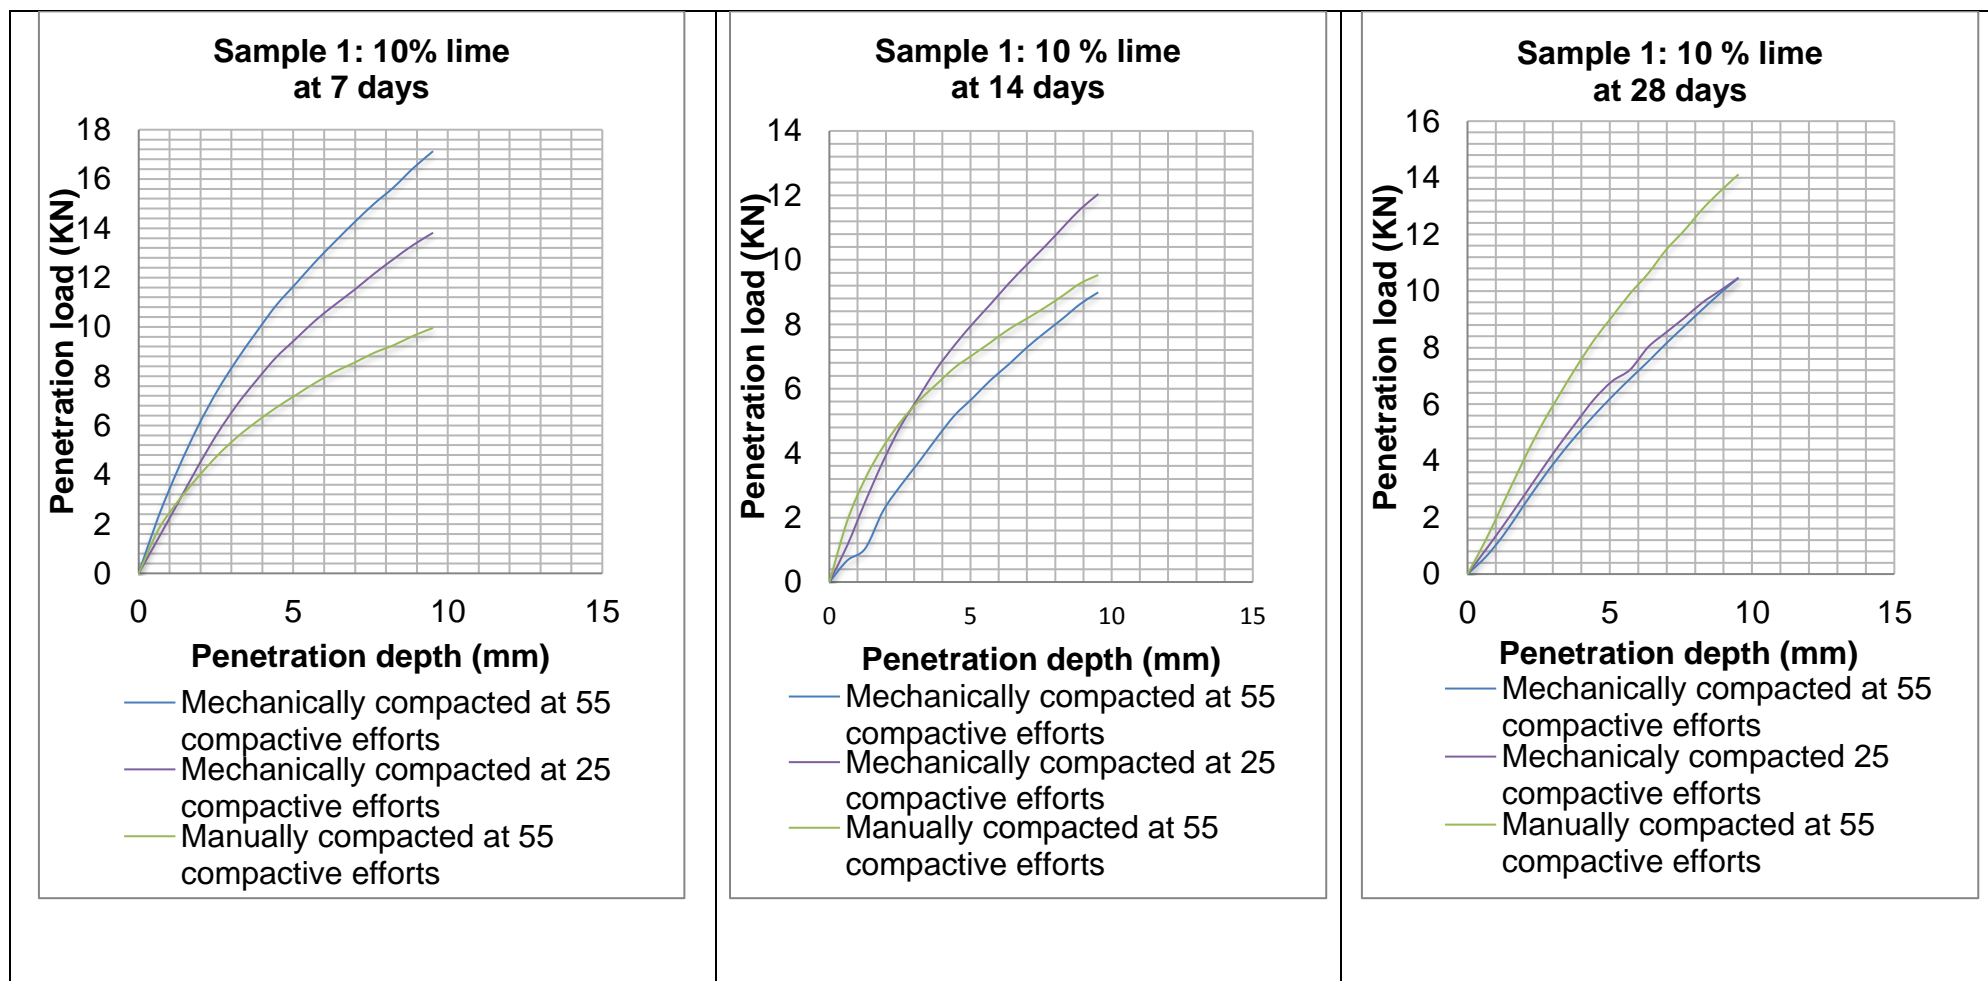 Sample 1: 10% lime
at 7 days
Penetration load (KN)
18
16
14
12
10
8
6
4
2
0
0 5 10 15
Penetration depth (mm)
Mechanically compacted at 55
compactive efforts
Mechanically compacted at 25
compactive efforts
Manually compacted at 55
compactive efforts
Sample 1: 10 % lime
at 14 days
Penetration load (KN)
14
12
10
8
6
4
2
0
0 5 10 15
Penetration depth (mm)
Mechanically compacted at 55
compactive efforts
Mechanically compacted at 25
compactive efforts
Manually compacted at 55
compactive efforts
Sample 1: 10 % lime
at 28 days
Penetration load (KN)
16
14
12
10
8
6
4
2
0
0 5 10 15
Penetration depth (mm)
Mechanically compacted at 55
compactive efforts
Mechanicaly compacted 25
compactive efforts
Manually compacted at 55
compactive efforts